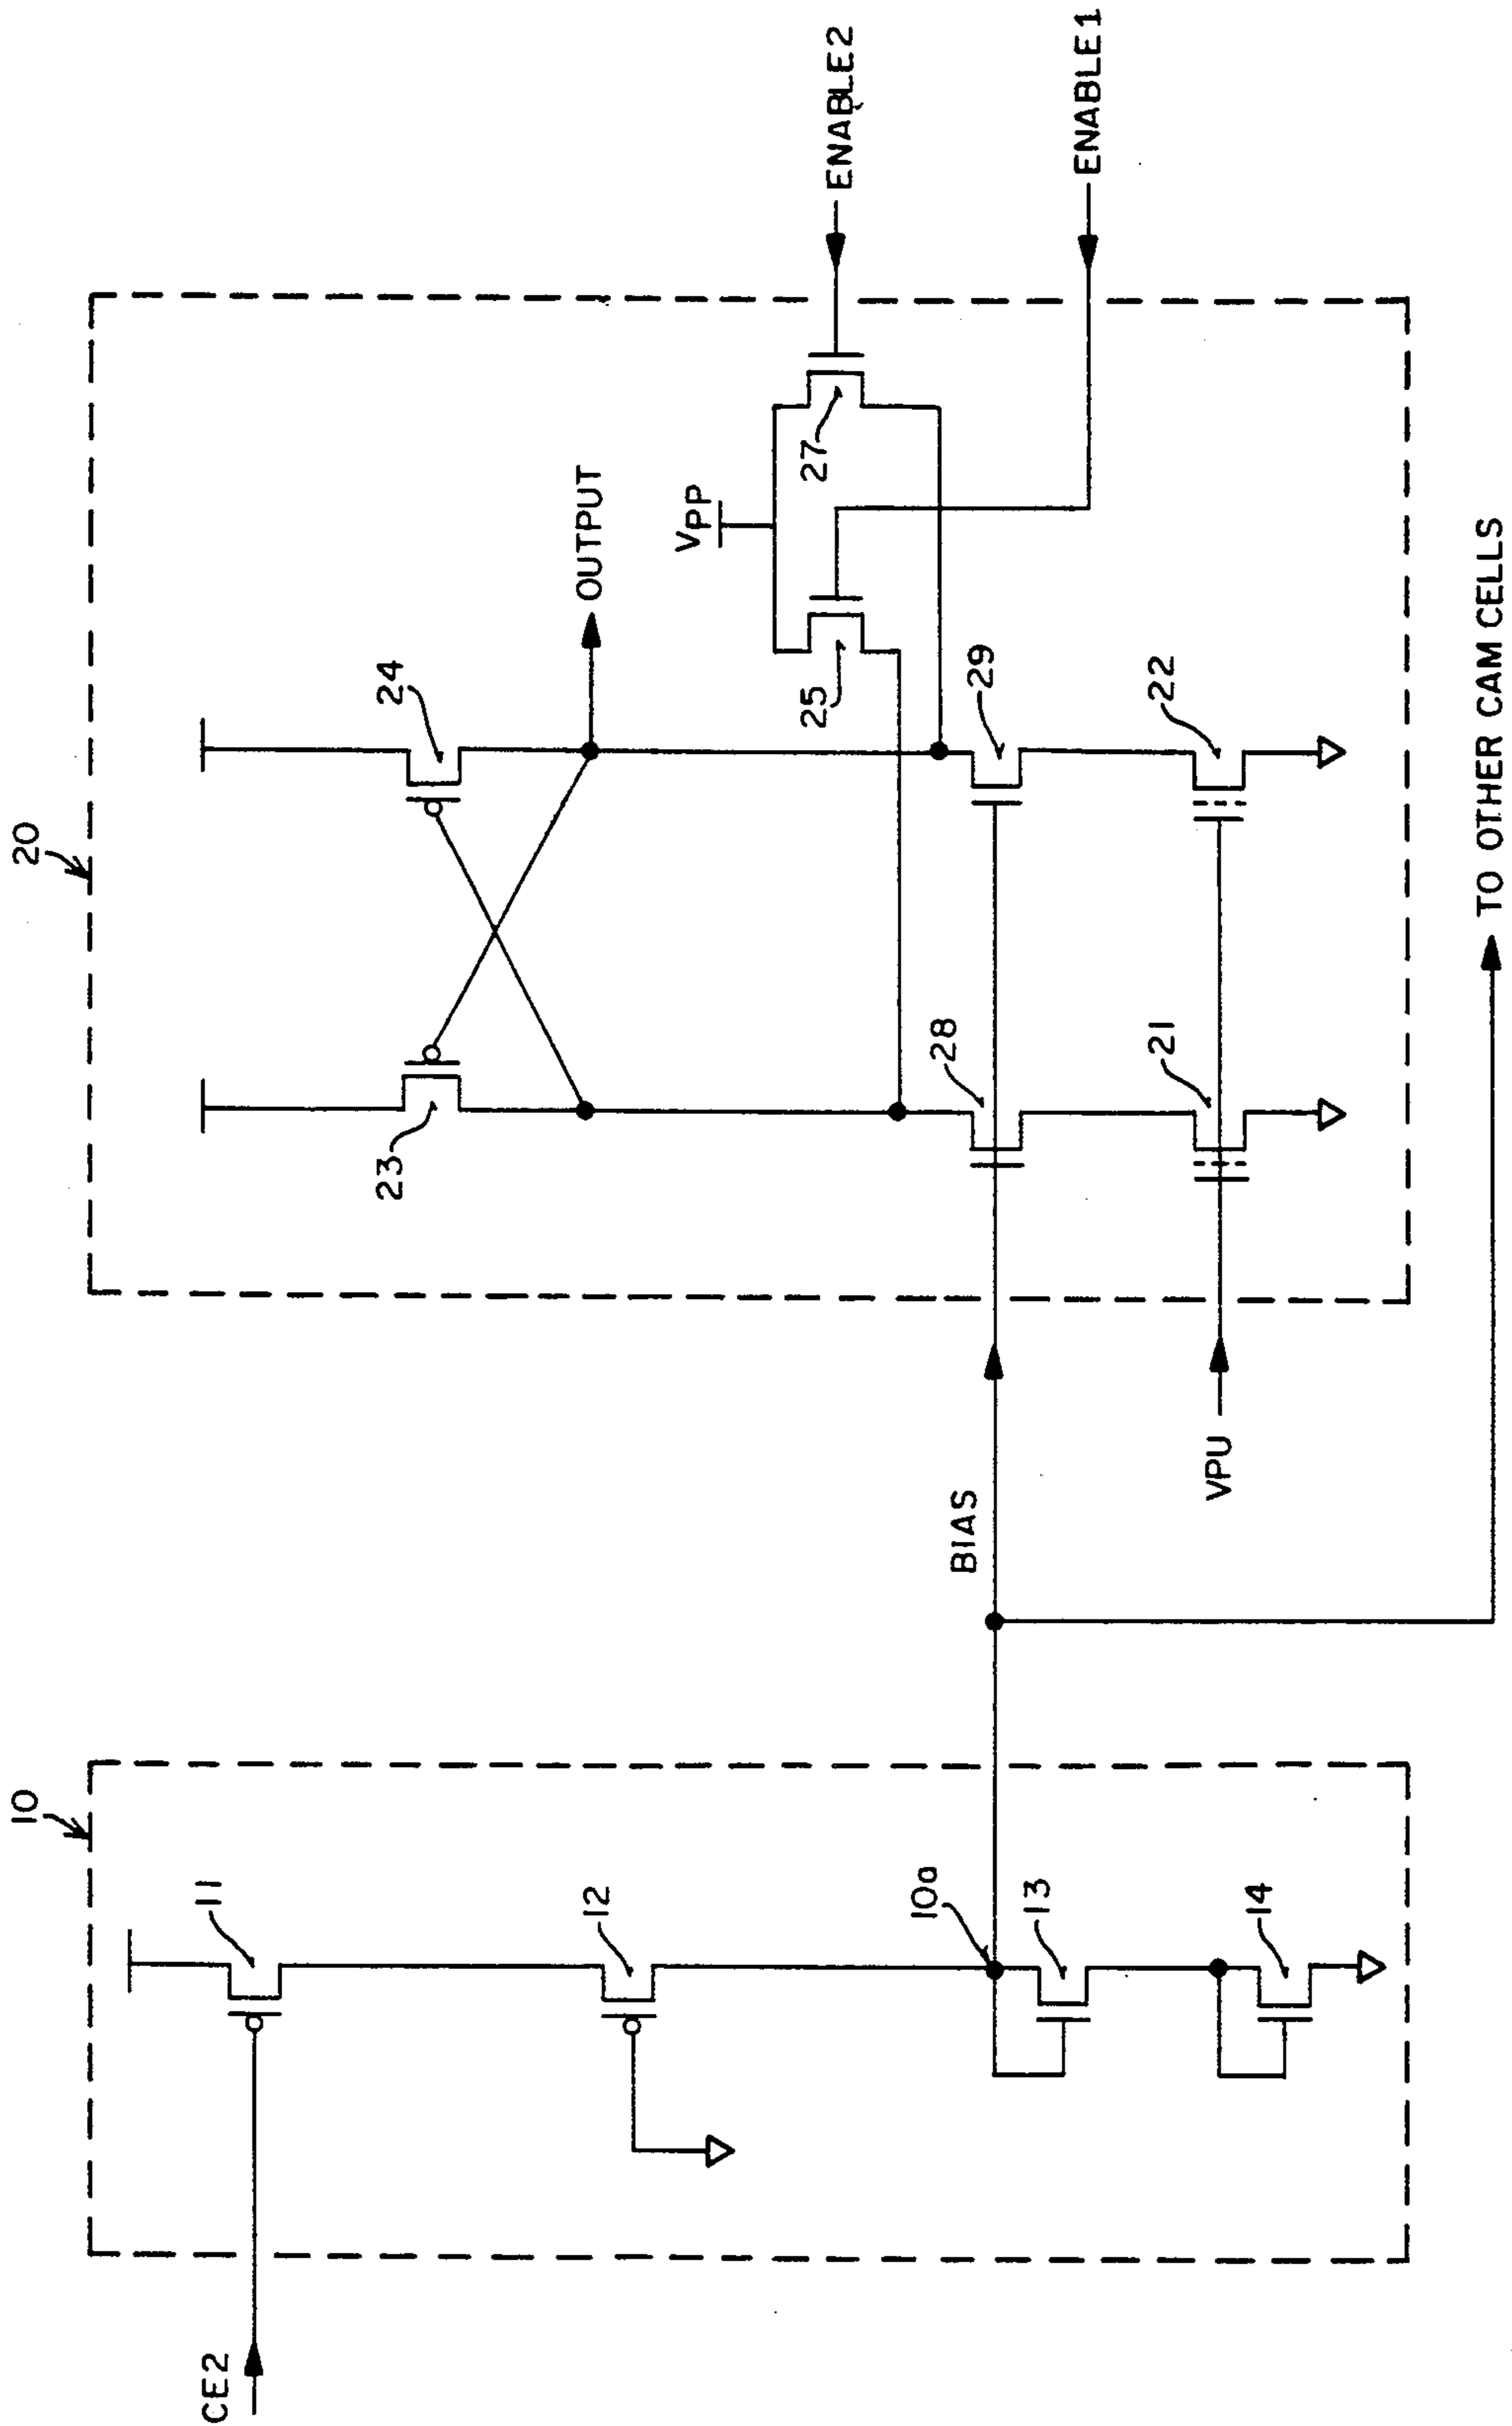 10
20
11
23
24
CE2
12
OUTPUT
VPP
27
25
ENABLE2
10a
BIAS
28
29
13
ENABLE1
14
VPU
21
22
TO OTHER CAM CELLS